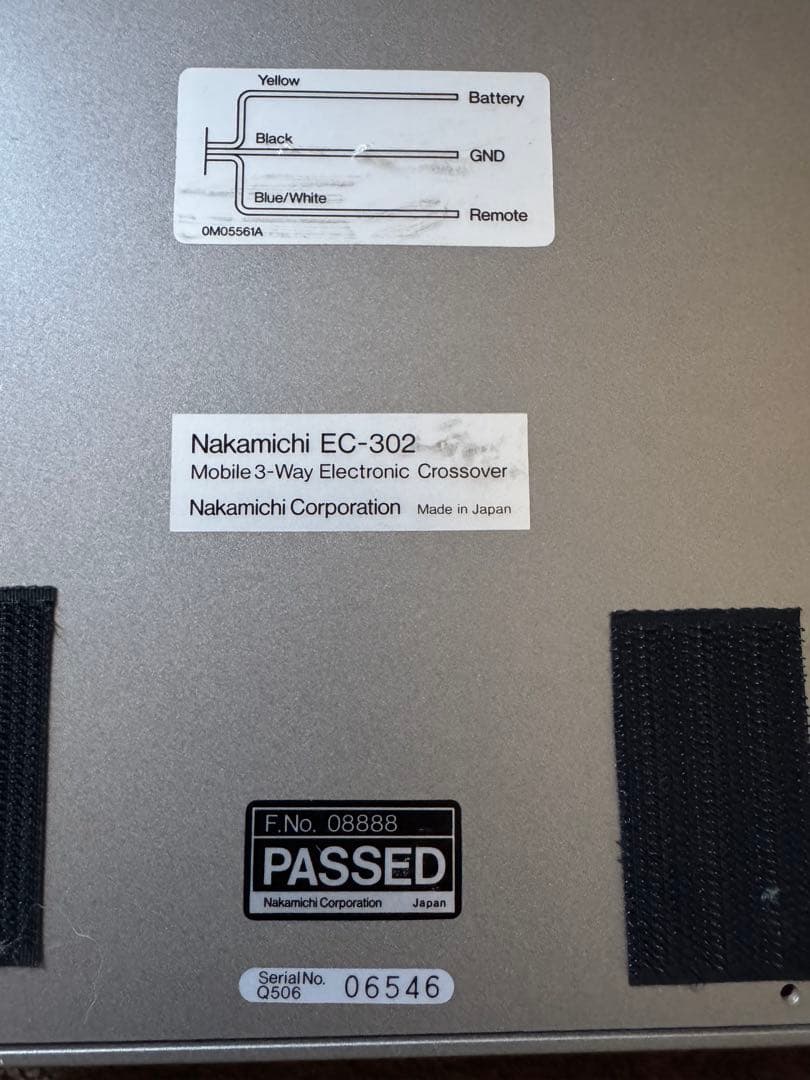 Yellow
Battery
Black
GND
Blue/White
Remote
0M05561A
Nakamichi EC-302
Mobile 3-Way Electronic Crossover
Nakamichi Corporation Made in Japan
F.No. 08888
PASSED
Nakamichi Corporation Japan
Serial No.
Q506 06546